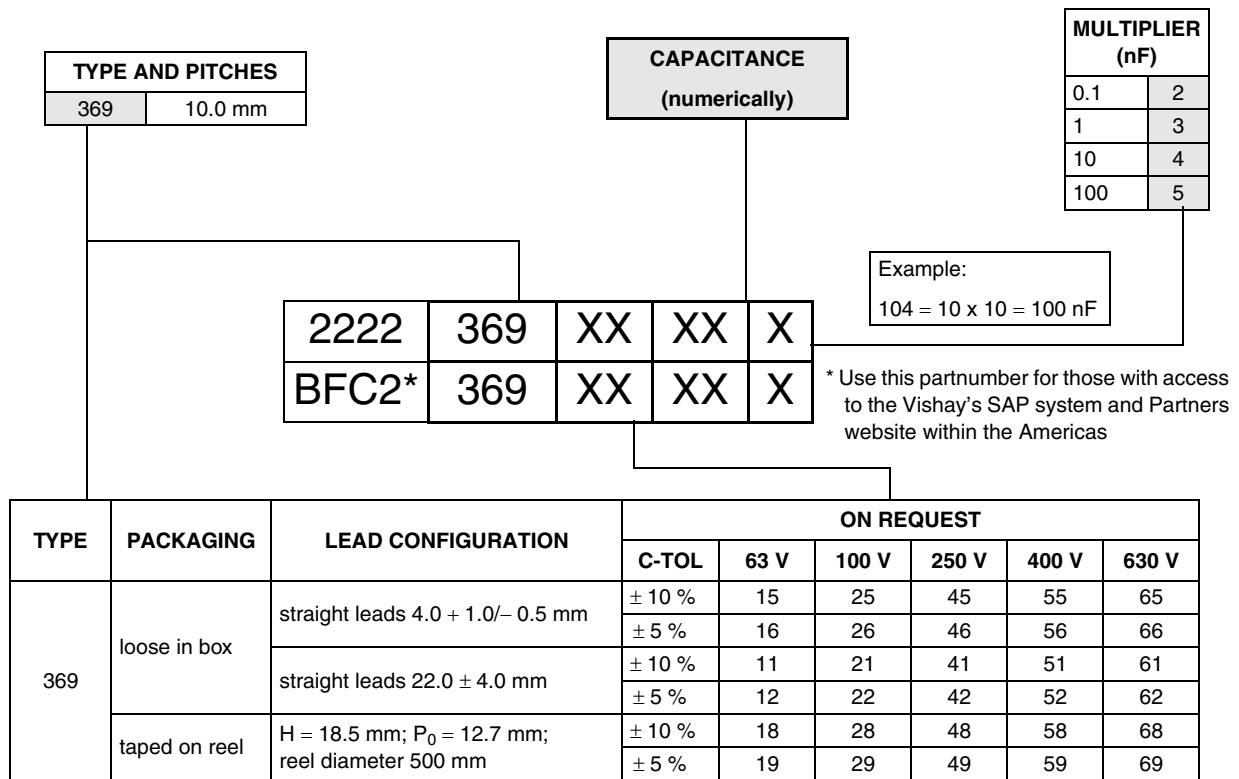 TYPE AND PITCHES
369 10.0 mm
CAPACITANCE
(numerically)
MULTIPLIER
(nF)
0.1 2
1 3
10 4
100 5
Example:
104 = 10 x 10 = 100 nF
2222 369 XX XX X
BFC2* 369 XX XX X
* Use this partnumber for those with access
to the Vishay's SAP system and Partners
website within the Americas
TYPE PACKAGING LEAD CONFIGURATION ON REQUEST
C-TOL 63 V 100 V 250 V 400 V 630 V
369 loose in box straight leads 4.0 + 1.0/− 0.5 mm ± 10 % 15 25 45 55 65
± 5 % 16 26 46 56 66
straight leads 22.0 ± 4.0 mm ± 10 % 11 21 41 51 61
± 5 % 12 22 42 52 62
taped on reel H = 18.5 mm; P0 = 12.7 mm; ± 10 % 18 28 48 58 68
reel diameter 500 mm ± 5 % 19 29 49 59 69